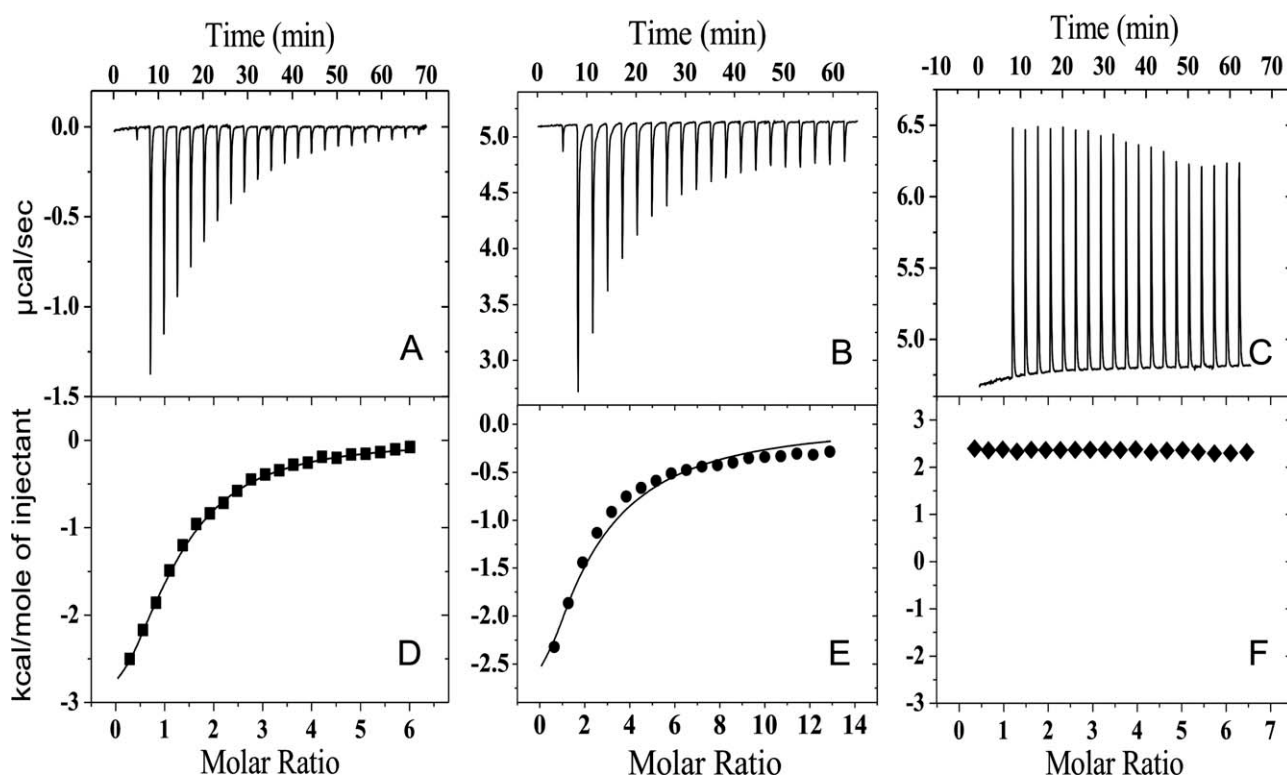 Time (min)
0 10 20 30 40 50 60 70
0.0
-0.5
-1.0
-1.5
µcal/sec
A
0
-1
-2
-3
kcal/mole of injectant
D
0 1 2 3 4 5 6
Molar Ratio
Time (min)
0 10 20 30 40 50 60
5.0
4.5
4.0
3.5
3.0
B
0.0
-0.5
-1.0
-1.5
-2.0
-2.5
E
0 2 4 6 8 10 12 14
Molar Ratio
Time (min)
-10 0 10 20 30 40 50 60 70
6.5
6.0
5.5
5.0
C
3
2
1
0
-1
-2
-3
F
0 1 2 3 4 5 6 7
Molar Ratio